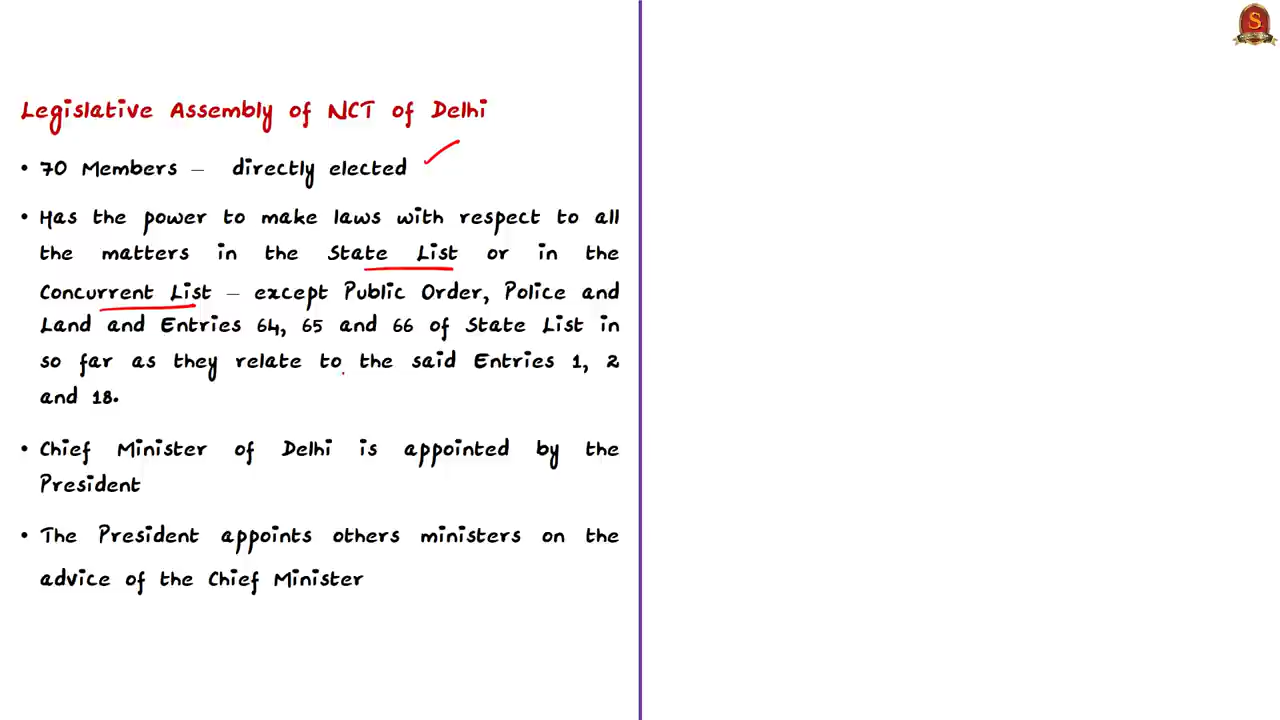 Legislative Assembly of NCT of Delhi
• 70 Members – directly elected
• Has the power to make laws with respect to all
the matters in the State List or in the
Concurrent List – except Public Order, Police and
Land and Entries 64, 65 and 66 of State List in
so far as they relate to the said Entries 1, 2
and 18.
• Chief Minister of Delhi is appointed by the
President
• The President appoints others ministers on the
advice of the Chief Minister
S